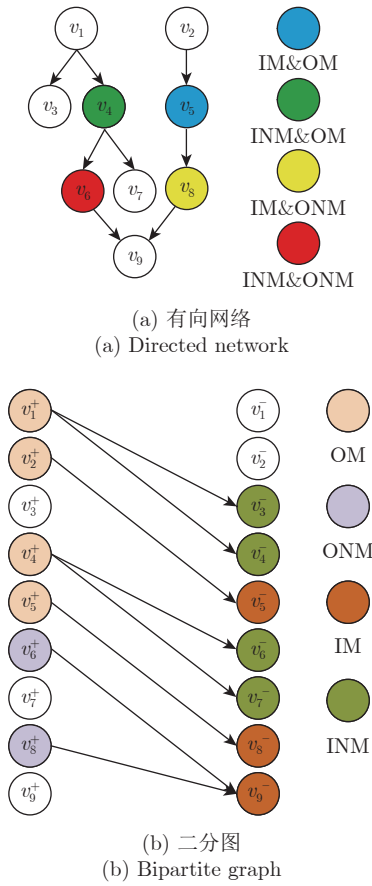 v₁ v₂
IM&OM
v₃ v₄ v₅
INM&OM
v₆ v₇ v₈
IM&ONM
v₉
INM&ONM
(a) 有向网络
(a) Directed network
v₁⁺ v₁⁻
OM
v₂⁺ v₂⁻
v₃⁺ v₃⁻
ONM
v₄⁺ v₄⁻
v₅⁺ v₅⁻
IM
v₆⁺ v₆⁻
v₇⁺ v₇⁻
INM
v₈⁺ v₈⁻
v₉⁺ v₉⁻
(b) 二分图
(b) Bipartite graph